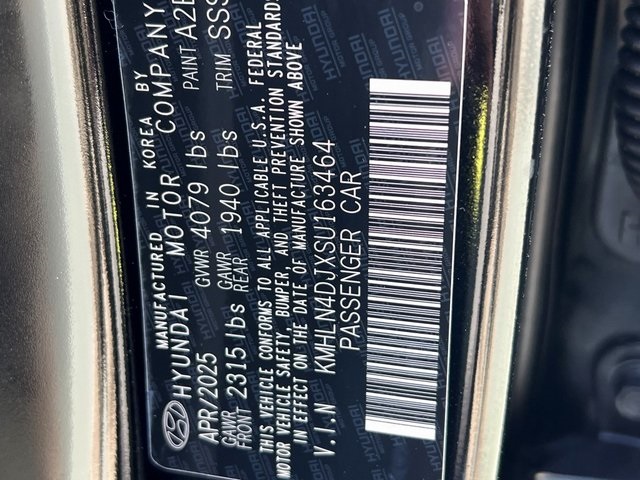 MANUFACTURED IN KOREA BY
HYUNDAI MOTOR COMPANY
APR/2025 GVWR 4079 lbs PAINT A2B
GAWR FRONT 2315 lbs GAWR REAR 1940 lbs TRIM SSS
THIS VEHICLE CONFORMS TO ALL APPLICABLE U.S.A. FEDERAL
MOTOR VEHICLE SAFETY, BUMPER, AND THEFT PREVENTION STANDARDS
IN EFFECT ON THE DATE OF MANUFACTURE SHOWN ABOVE
V.I.N KMHLN4DJXSU163464
PASSENGER CAR